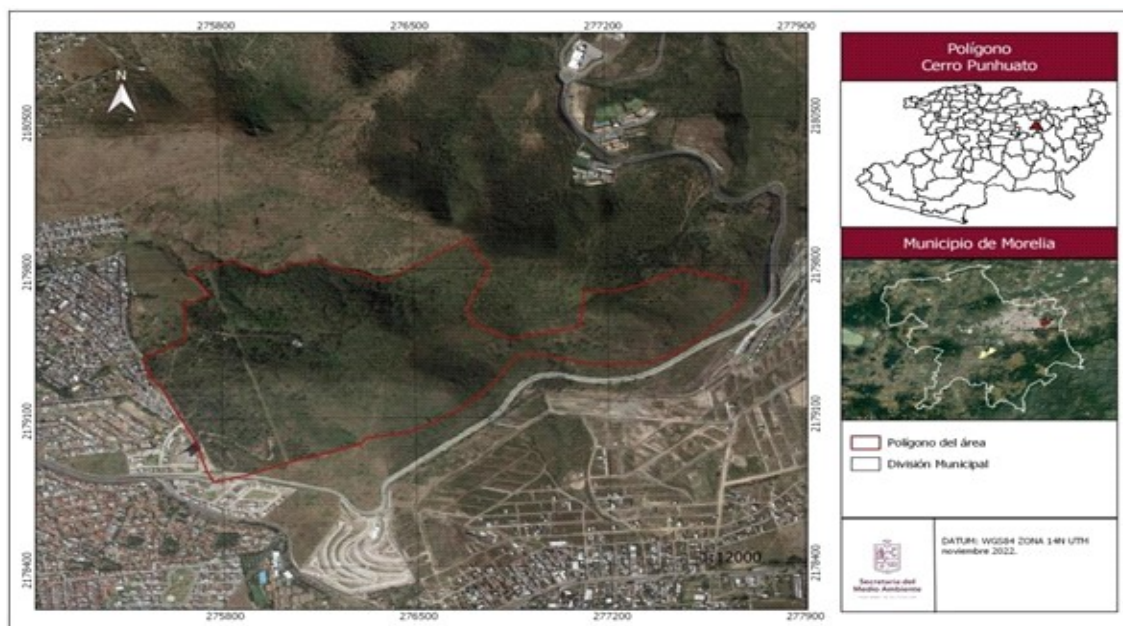 275800 276500 277200 277900
N
2180500 2180500
2179800 2179800
2179100 2179100
2178400 2178400
12000
275800 276500 277200 277900
Polígono
Cerro Punhuato
Municipio de Morelia
Polígono del área
División Municipal
Secretaría del
Medio Ambiente
DATUM: WGS84 ZONA 14N UTM
noviembre 2022.